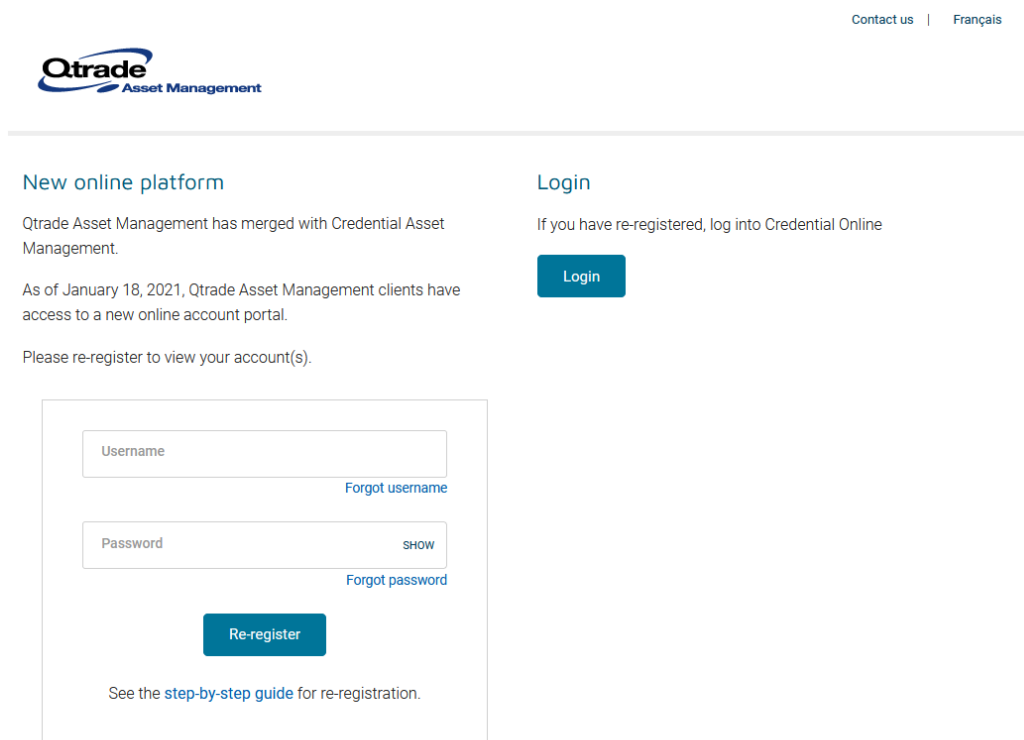 Contact us | Français
Qtrade
Asset Management
New online platform
Qtrade Asset Management has merged with Credential Asset
Management.
As of January 18, 2021, Qtrade Asset Management clients have
access to a new online account portal.
Please re-register to view your account(s).
Username
Forgot username
Password SHOW
Forgot password
Re-register
See the step-by-step guide for re-registration.
Login
If you have re-registered, log into Credential Online
Login